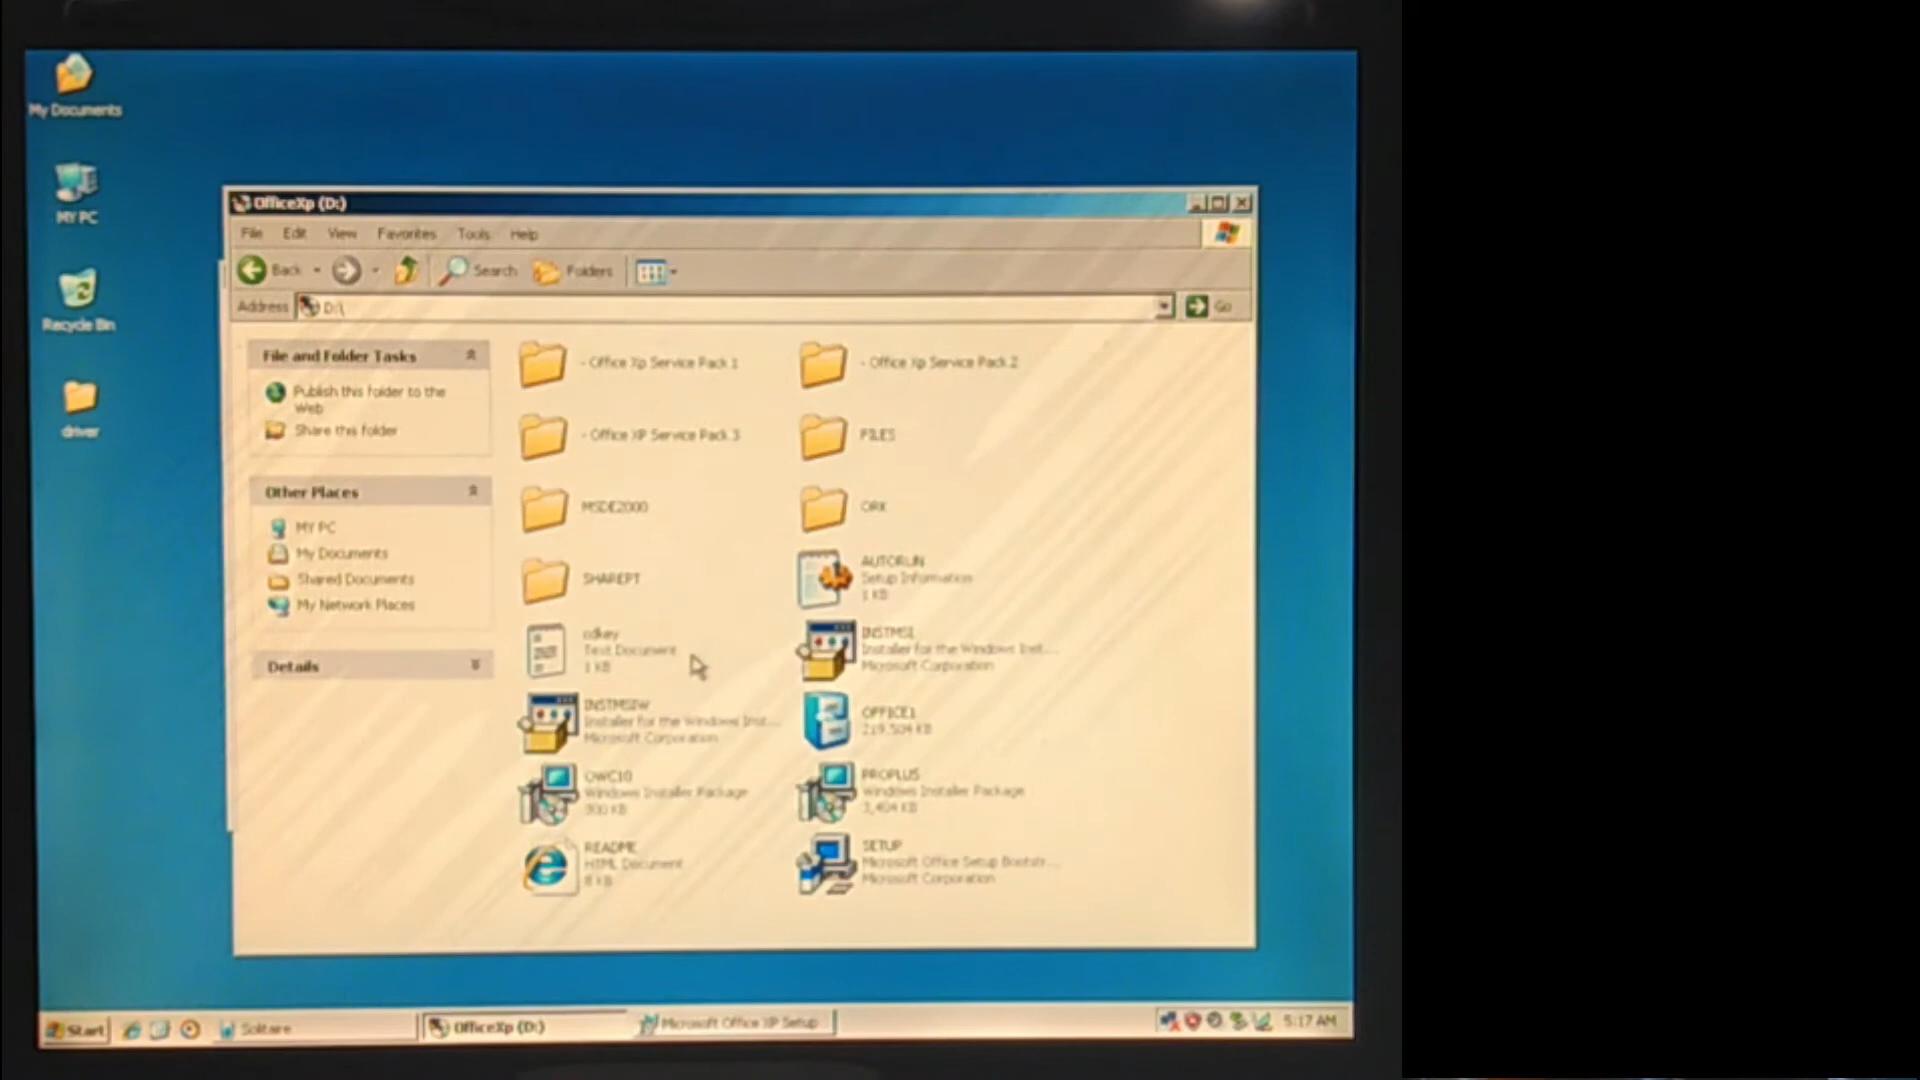 My Documents
MY PC
Recycle Bin
driver
OfficeXp (D:)
File Edit View Favorites Tools Help
Back Search Folders
Address D:\ Go
File and Folder Tasks
Publish this folder to the
Web
Share this folder
Other Places
MY PC
My Documents
Shared Documents
My Network Places
Details
- Office Xp Service Pack 1
- Office Xp Service Pack 2
- Office XP Service Pack 3
FILES
MSDE2000
ORK
SHAREPT
AUTORUN
Setup Information
1 KB
cdkey
Text Document
1 KB
INSTMSI
Installer for the Windows Inst...
Microsoft Corporation
INSTMSIW
Installer for the Windows Inst...
Microsoft Corporation
OFFICE1
219,504 KB
OWC10
Windows Installer Package
900 KB
PROPLUS
Windows Installer Package
3,404 KB
README
HTML Document
8 KB
SETUP
Microsoft Office Setup Bootstr...
Microsoft Corporation
Start Solitare OfficeXp (D:) Microsoft Office XP Setup 5:17 AM